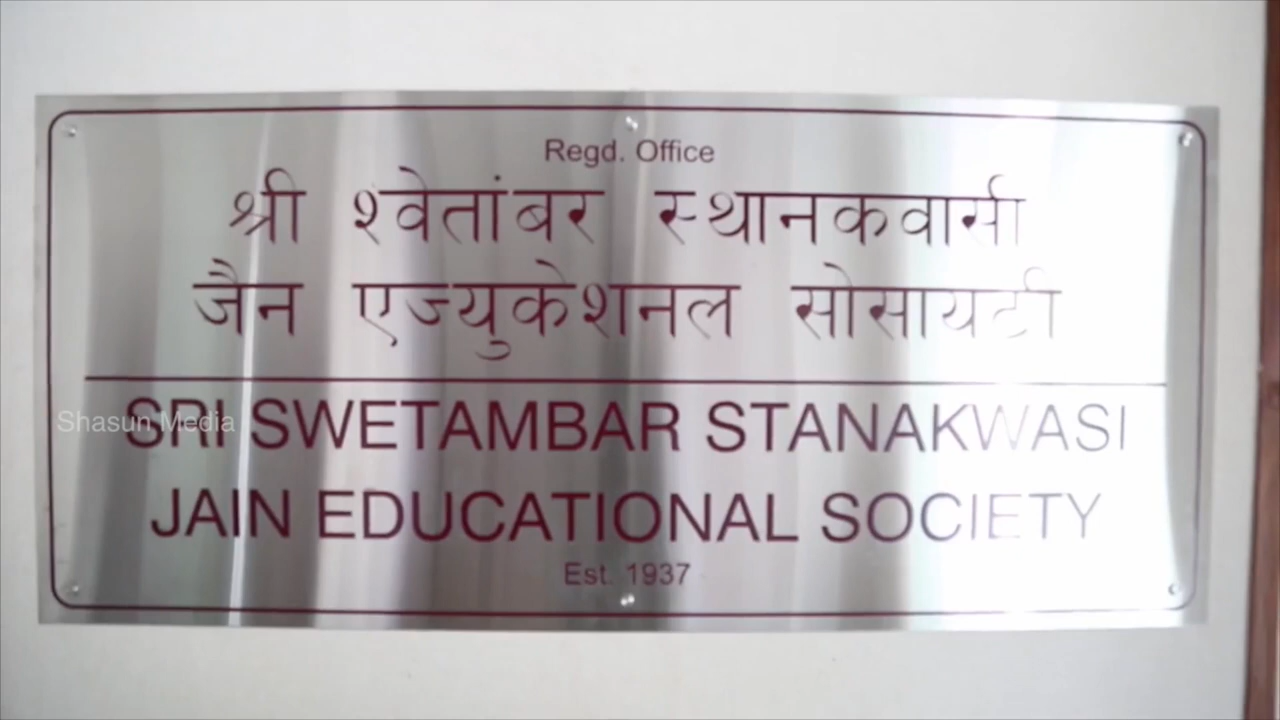 Regd. Office
श्री श्वेतांबर स्थानकवासी
जैन एज्युकेशनल सोसायटी
SRI SWETAMBAR STANAKWASI
JAIN EDUCATIONAL SOCIETY
Est. 1937
Shasun Media